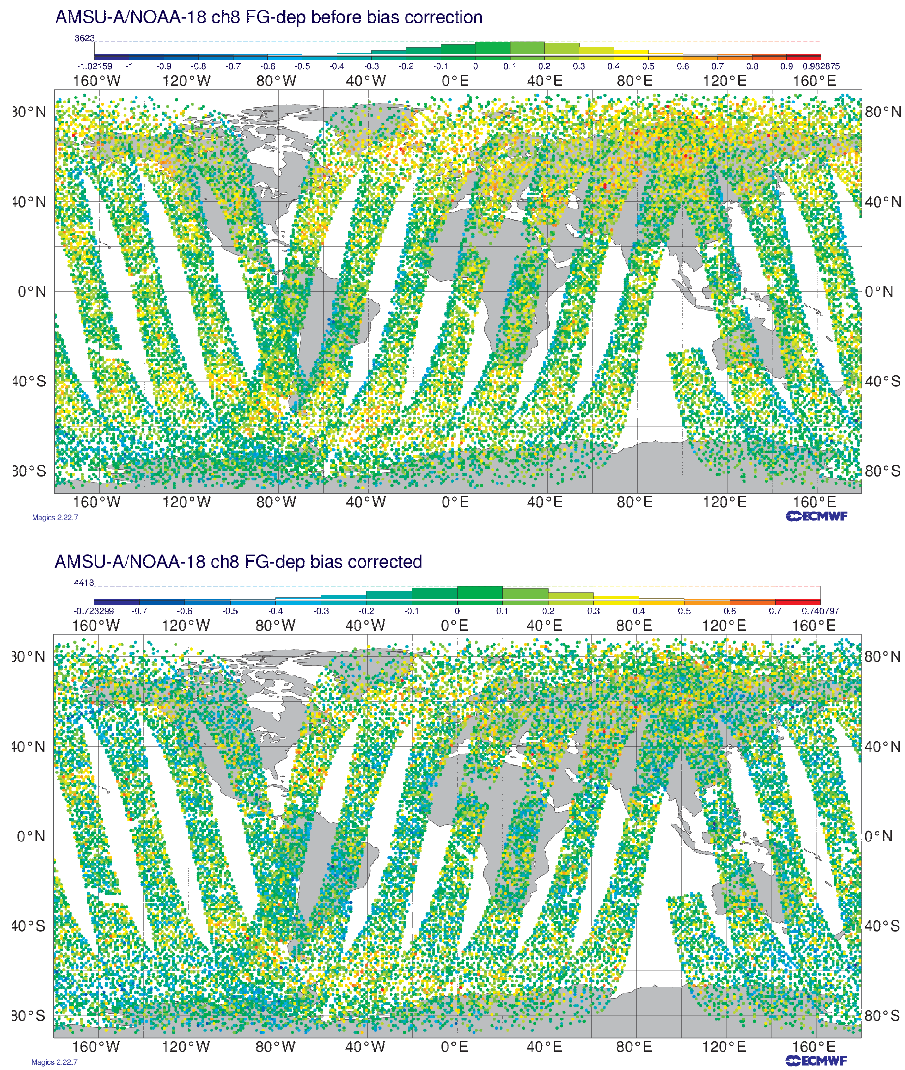 AMSU-A/NOAA-18 ch8 FG-dep before bias correction
3623
-1.02159 -1 -0.9 -0.8 -0.7 -0.6 -0.5 -0.4 -0.3 -0.2 -0.1 0 0.1 0.2 0.3 0.4 0.5 0.6 0.7 0.8 0.9 0.952875
160°W 120°W 80°W 40°W 0°E 40°E 80°E 120°E 160°E
80°N 80°N
40°N 40°N
0°N 0°N
40°S 40°S
80°S 80°S
160°W 120°W 80°W 40°W 0°E 40°E 80°E 120°E 160°E
Magics 2.22.7 ECMWF
AMSU-A/NOAA-18 ch8 FG-dep bias corrected
4413
-0.723259 -0.7 -0.6 -0.5 -0.4 -0.3 -0.2 -0.1 0 0.1 0.2 0.3 0.4 0.5 0.6 0.7 0.740797
160°W 120°W 80°W 40°W 0°E 40°E 80°E 120°E 160°E
80°N 80°N
40°N 40°N
0°N 0°N
40°S 40°S
80°S 80°S
160°W 120°W 80°W 40°W 0°E 40°E 80°E 120°E 160°E
Magics 2.22.7 ECMWF